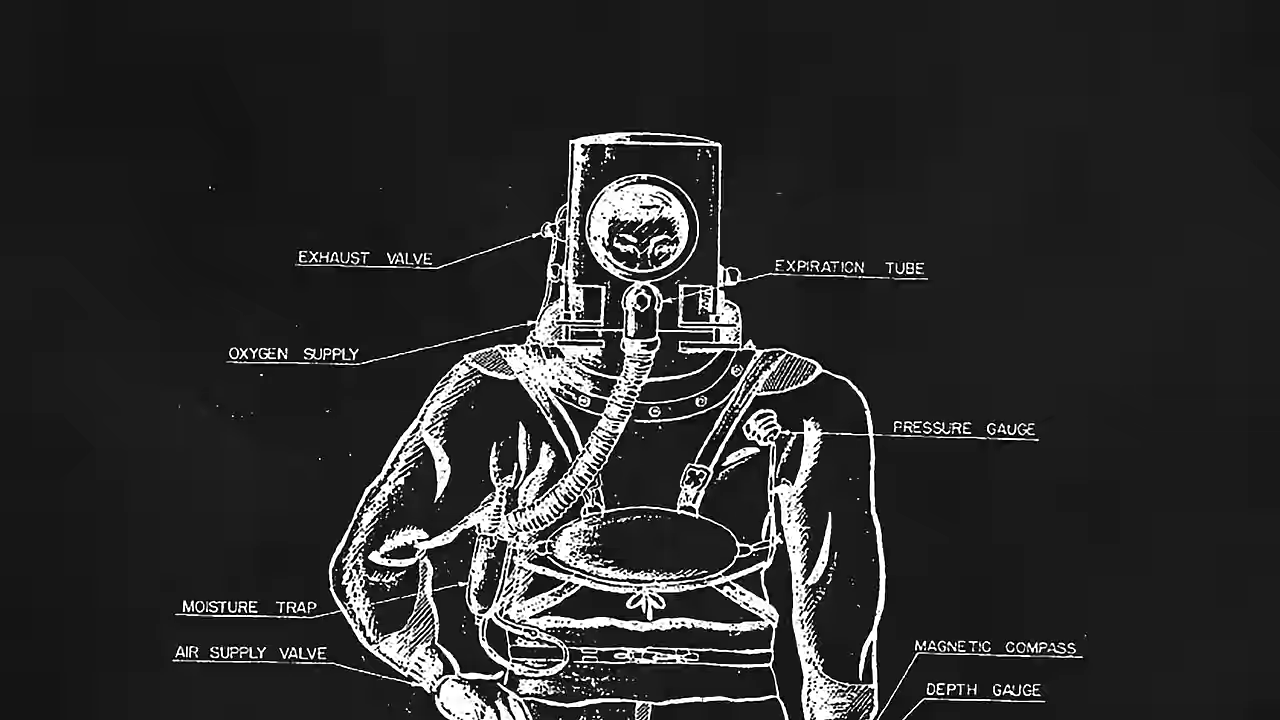 EXHAUST VALVE
EXPIRATION TUBE
OXYGEN SUPPLY
PRESSURE GAUGE
MOISTURE TRAP
AIR SUPPLY VALVE
MAGNETIC COMPASS
DEPTH GAUGE